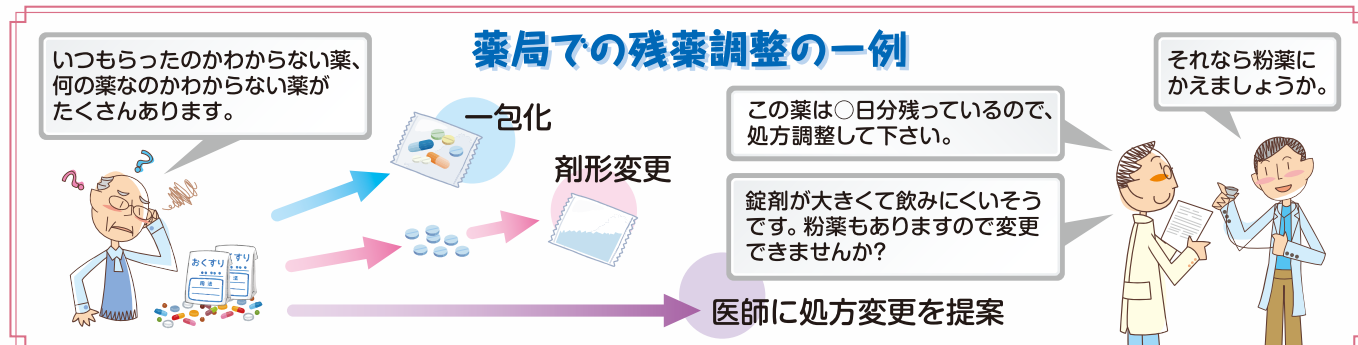 薬局での残薬調整の一例
いつもらったのかわからない薬、
何の薬なのかわからない薬が
たくさんあります。
一包化
剤形変更
おくすり
用法
すり
この薬は○日分残っているので、
処方調整して下さい。
錠剤が大きくて飲みにくいそう
です。粉薬もありますので変更
できませんか?
それなら粉薬に
かえましょうか。
医師に処方変更を提案